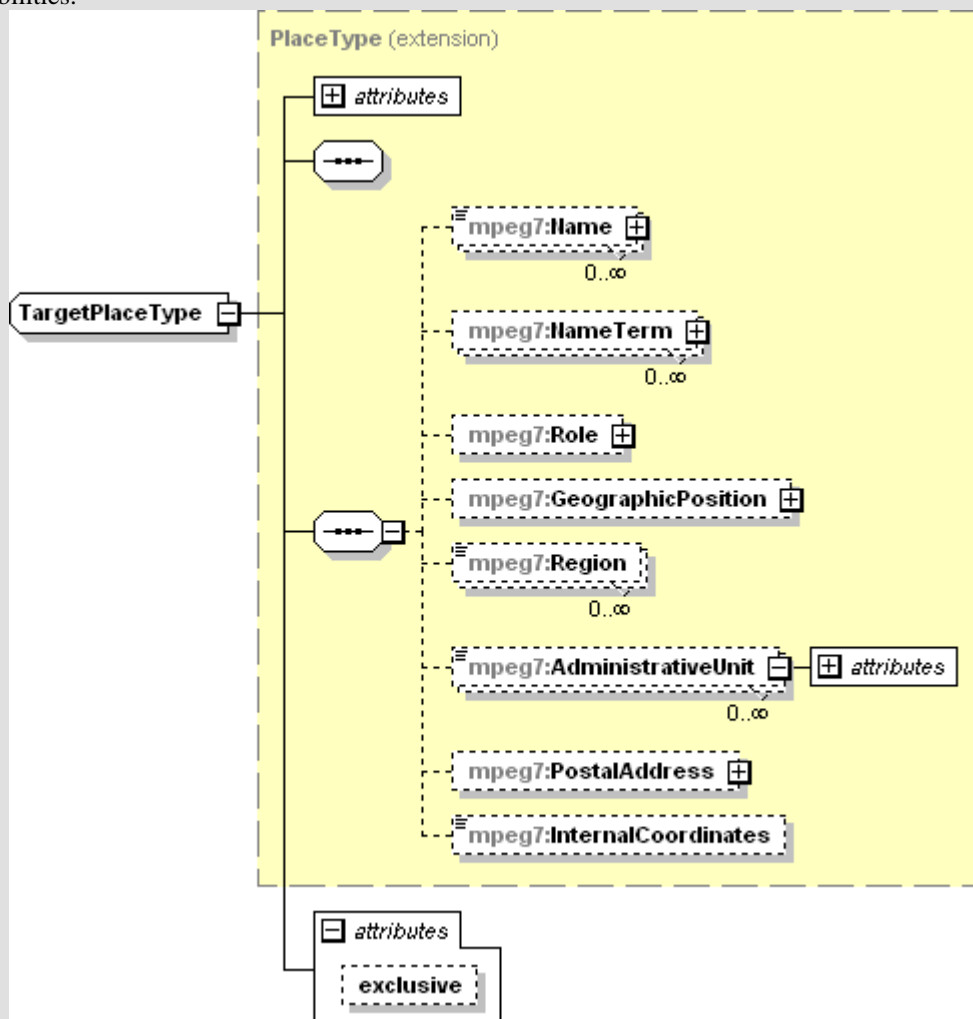 bilities.
PlaceType (extension)
attributes
mpeg7:Name
0..∞
TargetPlaceType
mpeg7:NameTerm
0..∞
mpeg7:Role
mpeg7:GeographicPosition
mpeg7:Region
0..∞
mpeg7:AdministrativeUnit
attributes
0..∞
mpeg7:PostalAddress
mpeg7:InternalCoordinates
attributes
exclusive